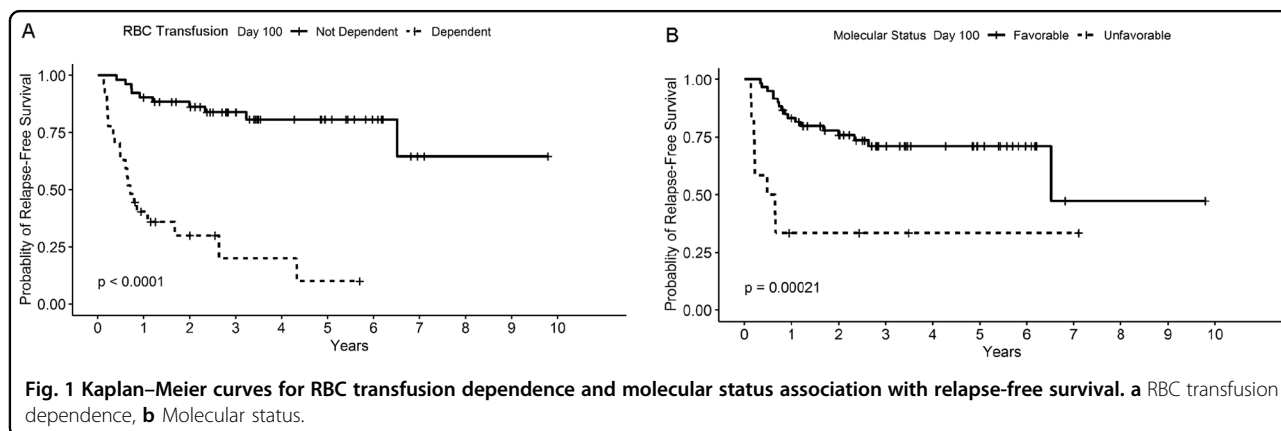 A
RBC Transfusion Day 100 Not Dependent Dependent
Probablity of Relapse-Free Survival
1.00
0.75
0.50
0.25
0.00
p < 0.0001
0 1 2 3 4 5 6 7 8 9 10
Years
B
Molecular Status Day 100 Favorable Unfavorable
Probablity of Relapse-Free Survival
1.00
0.75
0.50
0.25
0.00
p = 0.00021
0 1 2 3 4 5 6 7 8 9 10
Years
Fig. 1 Kaplan–Meier curves for RBC transfusion dependence and molecular status association with relapse-free survival. a RBC transfusion
dependence, b Molecular status.